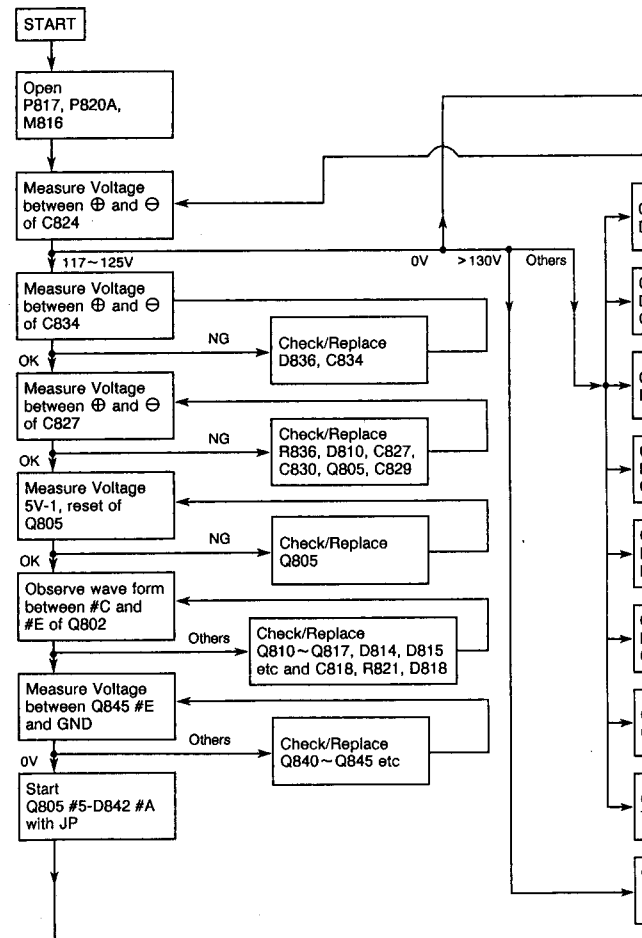 START
Open
P817, P820A,
M816
Measure Voltage
between ⊕ and ⊖
of C824
117~125V
0V
>130V
Others
Measure Voltage
between ⊕ and ⊖
of C834
NG
OK
Check/Replace
D836, C834
Measure Voltage
between ⊕ and ⊖
of C827
NG
OK
Check/Replace
R836, D810, C827,
C830, Q805, C829
Measure Voltage
5V-1, reset of
Q805
NG
OK
Check/Replace
Q805
Observe wave form
between #C and
#E of Q802
Others
Check/Replace
Q810~Q817, D814, D815
etc and C818, R821, D818
Measure Voltage
between Q845 #E
and GND
Others
0V
Check/Replace
Q840~Q845 etc
Start
Q805 #5-D842 #A
with JP